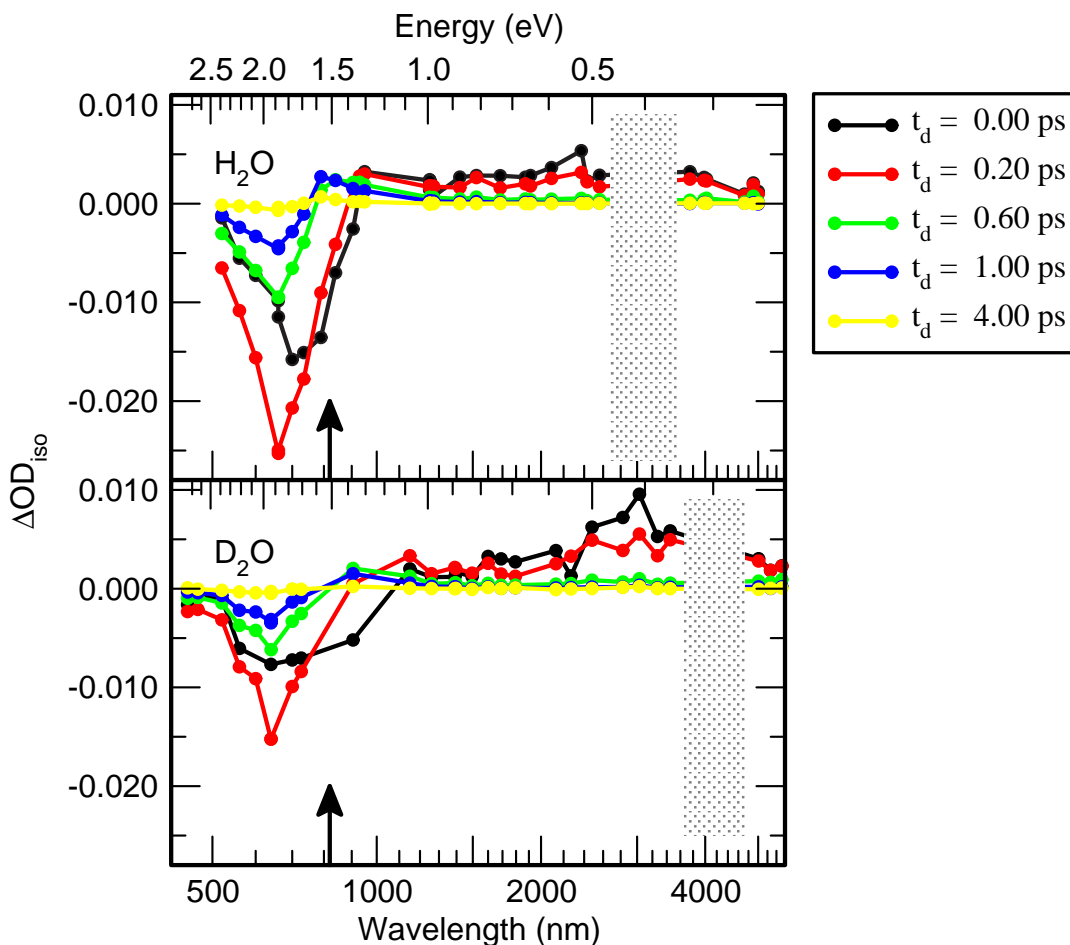 Energy (eV)
2.5 2.0 1.5 1.0 0.5
0.010
0.000
-0.010
-0.020
H2O
td = 0.00 ps
td = 0.20 ps
td = 0.60 ps
td = 1.00 ps
td = 4.00 ps
ΔODiso
0.010
0.000
-0.010
-0.020
D2O
500 1000 2000 4000
Wavelength (nm)